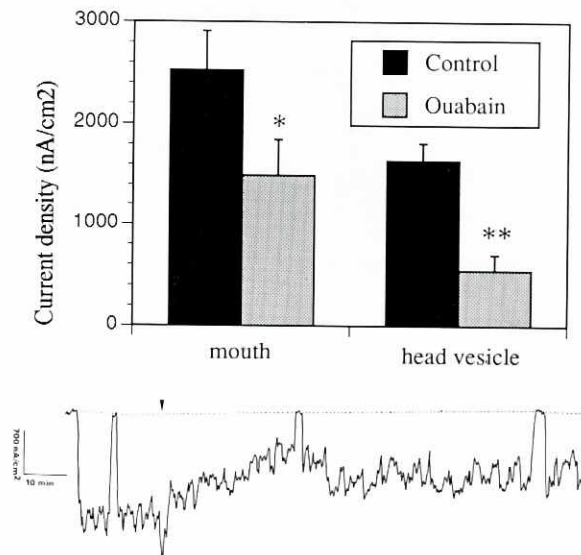 3000
2000
1000
0
Current density (nA/cm2)
Control
Ouabain
*
**
mouth
head vesicle
700 nA/cm2
10 min